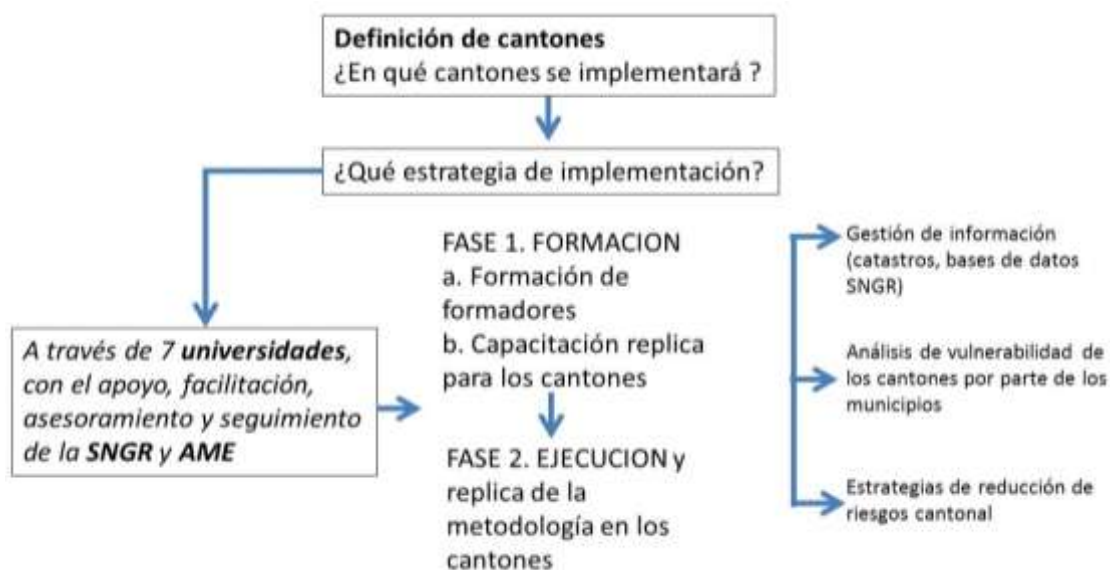 Definición de cantones
¿En qué cantones se implementará ?
¿Qué estrategia de implementación?
A través de 7 universidades,
con el apoyo, facilitación,
asesoramiento y seguimiento
de la SNGR y AME
FASE 1. FORMACION
a. Formación de
formadores
b. Capacitación replica
para los cantones
FASE 2. EJECUCION y
replica de la
metodología en los
cantones
Gestión de información
(catastros, bases de datos
SNGR)
Análisis de vulnerabilidad de
los cantones por parte de los
municipios
Estrategias de reducción de
riesgos cantonal